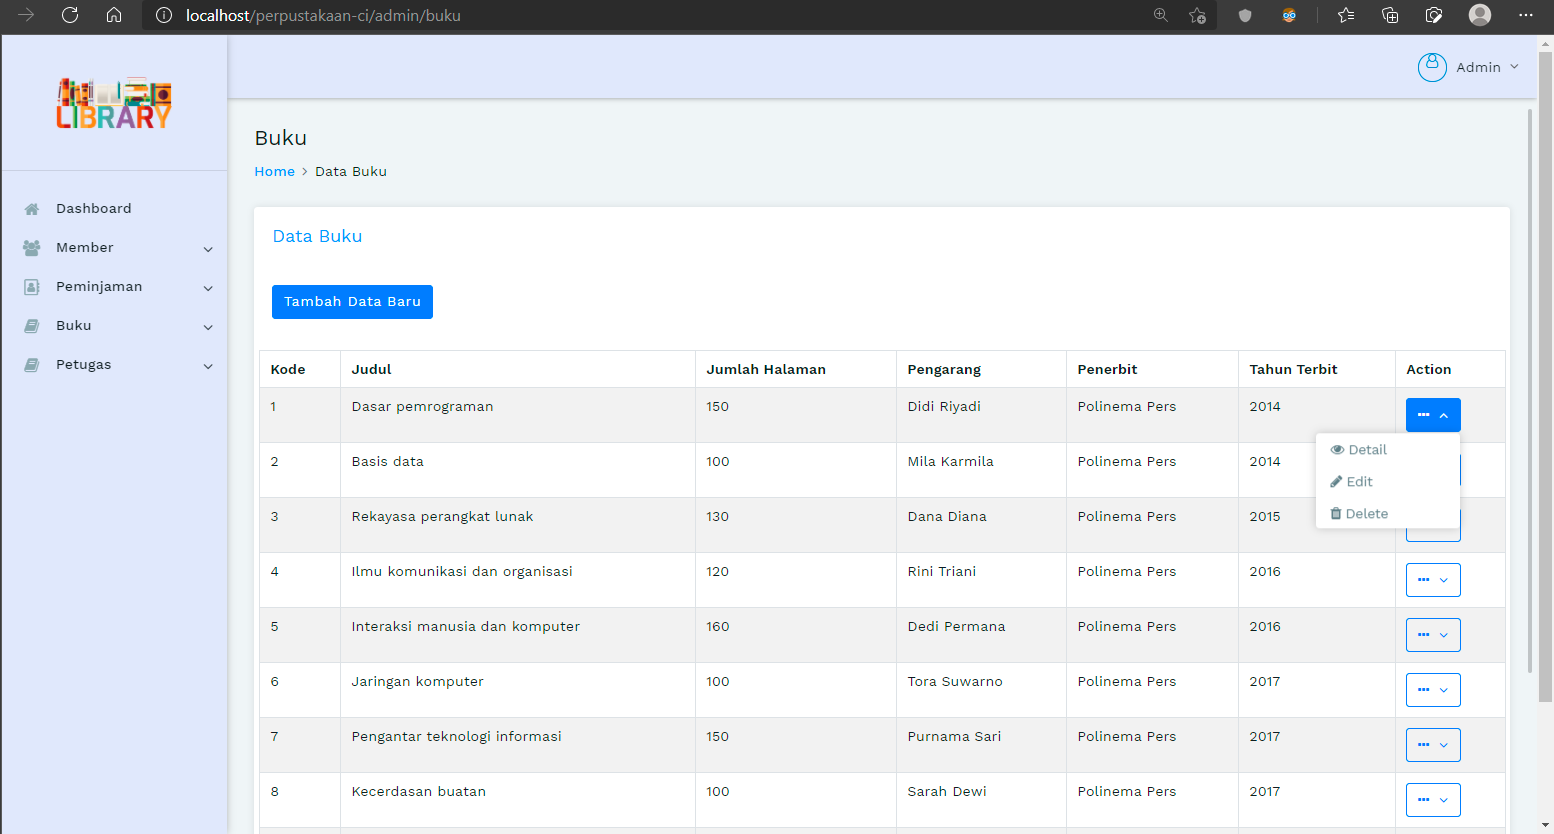 localhost/perpustakaan-ci/admin/buku
LIBRARY
Admin
Dashboard
Member
Peminjaman
Buku
Petugas
Buku
Home > Data Buku
Data Buku
Tambah Data Baru
Kode Judul Jumlah Halaman Pengarang Penerbit Tahun Terbit Action
1 Dasar pemrograman 150 Didi Riyadi Polinema Pers 2014
Detail
Edit
Delete
2 Basis data 100 Mila Karmila Polinema Pers 2014
3 Rekayasa perangkat lunak 130 Dana Diana Polinema Pers 2015
4 Ilmu komunikasi dan organisasi 120 Rini Triani Polinema Pers 2016
5 Interaksi manusia dan komputer 160 Dedi Permana Polinema Pers 2016
6 Jaringan komputer 100 Tora Suwarno Polinema Pers 2017
7 Pengantar teknologi informasi 150 Purnama Sari Polinema Pers 2017
8 Kecerdasan buatan 100 Sarah Dewi Polinema Pers 2017